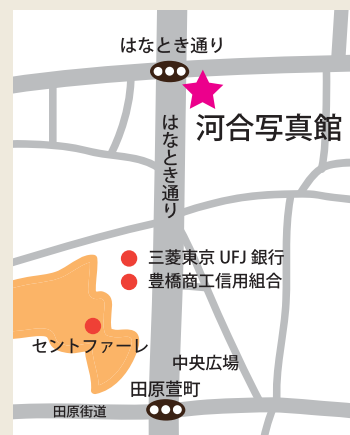 はなとき通り
河合写真館
はなとき通り
三菱東京 UFJ 銀行
豊橋商工信用組合
セントファーレ
中央広場
田原萱町
田原街道